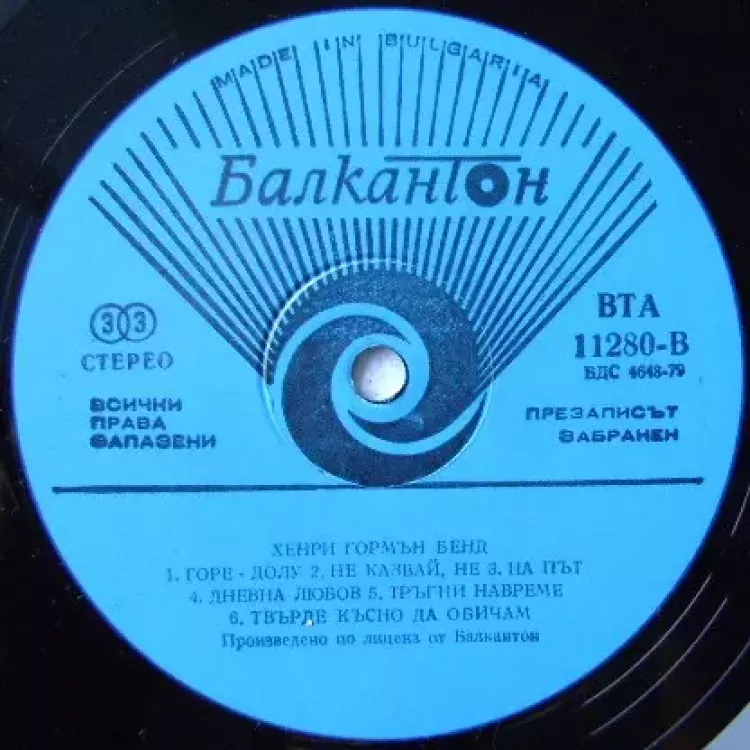 MADE IN BULGARIA
Балкантон
33
СТЕРЕО
ВТА
11280-В
БДС 4648-79
ВСИЧКИ
ПРАВА
ЗАПАЗЕНИ
ПРЕЗАПИСЪТ
ЗАБРАНЕН
ХЕНРИ ГОРМЪН БЕНД
1. ГОРЕ - ДОЛУ 2. НЕ КАЗВАЙ, НЕ 3. НА ПЪТ
4. ДНЕВНА ЛЮБОВ 5. ТРЪГНИ НАВРЕМЕ
6. ТВЪРДЕ КЪСНО ДА ОБИЧАМ
Произведено по лиценз от Балкантон